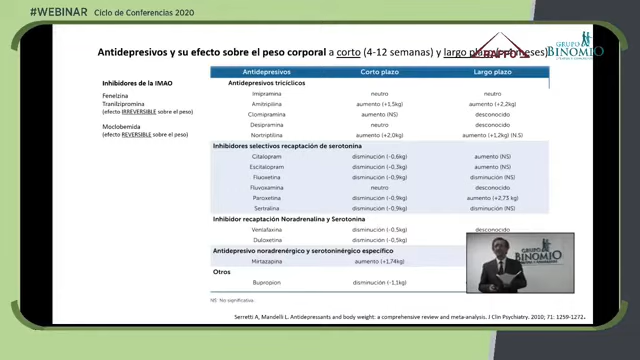 #WEBINAR Ciclo de Conferencias 2020
Antidepresivos y su efecto sobre el peso corporal a corto (4-12 semanas) y largo plazo meses)
RAFFO
GRUPO
BINOMIO
Inhibidores de la IMAO
Fenelzina
Tranilzipromina
(efecto IRREVERSIBLE sobre el peso)
Moclobemida
(efecto REVERSIBLE sobre el peso)
Antidepresivos Corto plazo Largo plazo
Antidepresivos tricíclicos
Imipramina neutro neutro
Amitripilina aumento (+1,5kg) aumento (+2,2kg)
Clomipramina aumento (NS) desconocido
Desipramina neutro desconocido
Nortriptilina aumento (+2,0kg) aumento (+1,2kg) (N.S)
Inhibidores selectivos recaptación de serotonina
Citalopram disminución (-0,6kg) aumento (NS)
Escitalopram disminución (-0,3kg) aumento (NS)
Fluoxetina disminución (-0,9kg) disminución (NS)
Fluvoxamina neutro desconocido
Paroxetina disminución (-0,9kg) aumento (+2,73 kg)
Sertralina disminución (-0,9kg) disminución (NS)
Inhibidor recaptación Noradrenalina y Serotonina
Venlafaxina disminución (-0.5kg) desconocido
Duloxetina disminución (-0,5kg)
Antidepresivo noradrenérgico y serotoninérgico específico
Mirtazapina aumento (+1,74kg)
Otros
Bupropion disminución (-1,1kg)
GRUPO
BINOMIO
NS: No significativa.
Serretti A, Mandelli L. Antidepressants and body weight: a comprehensive review and meta-analysis. J Clin Psychiatry. 2010; 71: 1259-1272.